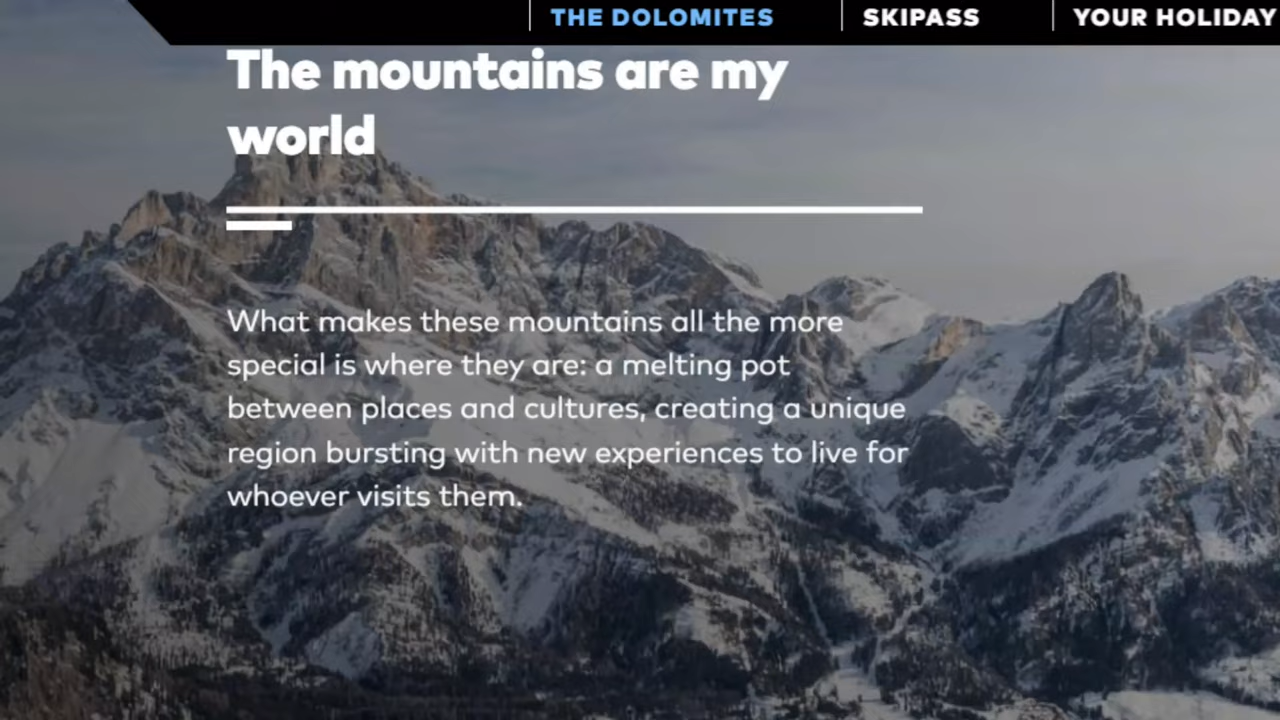 THE DOLOMITES SKIPASS YOUR HOLIDAY
The mountains are my
world
What makes these mountains all the more
special is where they are: a melting pot
between places and cultures, creating a unique
region bursting with new experiences to live for
whoever visits them.